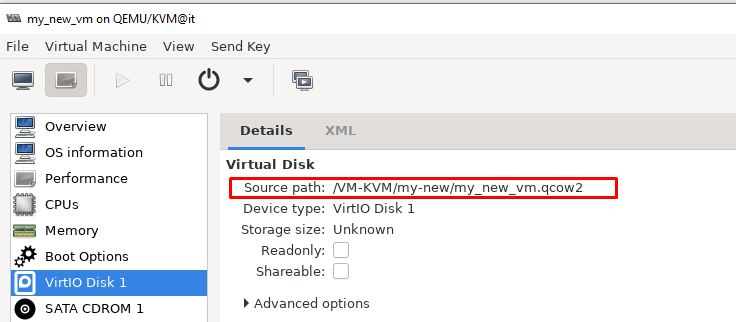 my_new_vm on QEMU/KVM@it
File Virtual Machine View Send Key
Overview
OS information
Performance
CPUs
Memory
Boot Options
VirtIO Disk 1
SATA CDROM 1
Details XML
Virtual Disk
Source path: /VM-KVM/my-new/my_new_vm.qcow2
Device type: VirtIO Disk 1
Storage size: Unknown
Readonly:
Shareable:
Advanced options